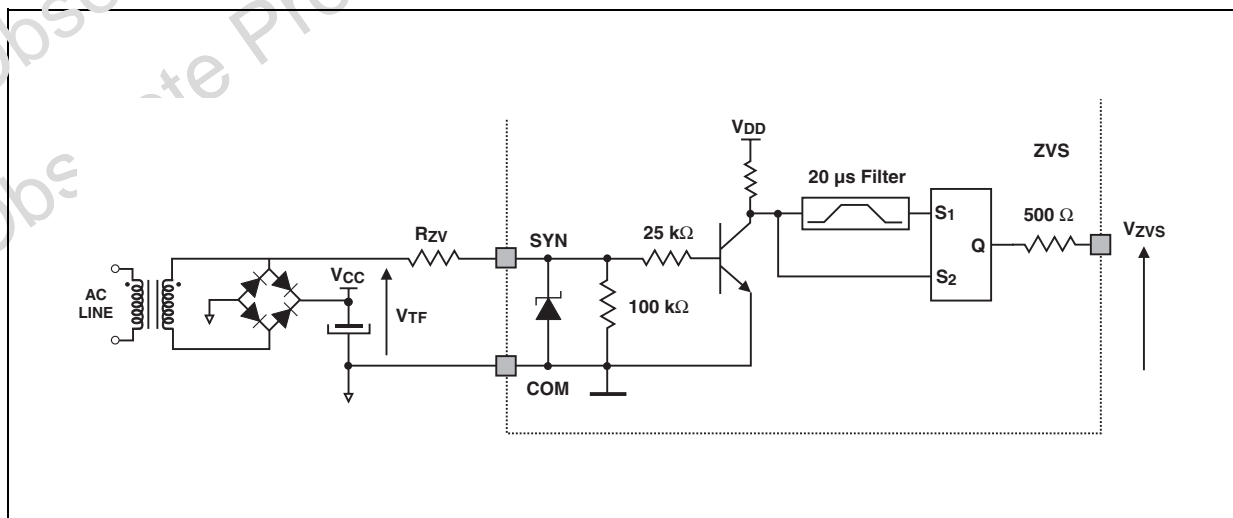 VDD
ZVS
20 µs Filter
RZV
SYN
25 kΩ
S1
500 Ω
VZVS
VCC
Q
AC
LINE
VTF
100 kΩ
S2
COM